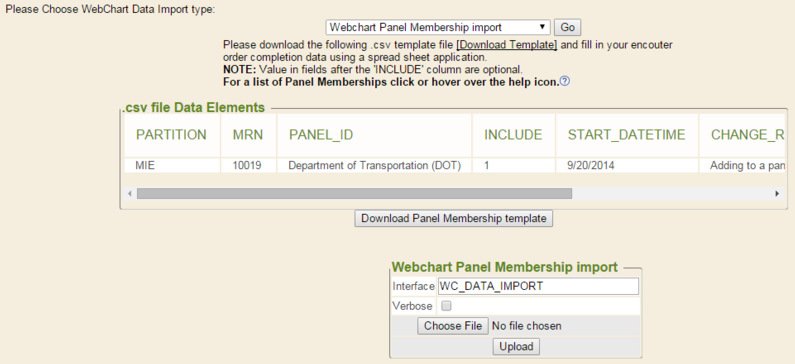 Please Choose WebChart Data Import type:
Webchart Panel Membership import Go
Please download the following .csv template file [Download Template] and fill in your encouter
order completion data using a spread sheet application.
NOTE: Value in fields after the 'INCLUDE' column are optional.
For a list of Panel Memberships click or hover over the help icon.?
.csv file Data Elements
PARTITION MRN PANEL_ID INCLUDE START_DATETIME CHANGE_R
MIE 10019 Department of Transportation (DOT) 1 9/20/2014 Adding to a pan
Download Panel Membership template
Webchart Panel Membership import
Interface WC_DATA_IMPORT
Verbose
Choose File No file chosen
Upload